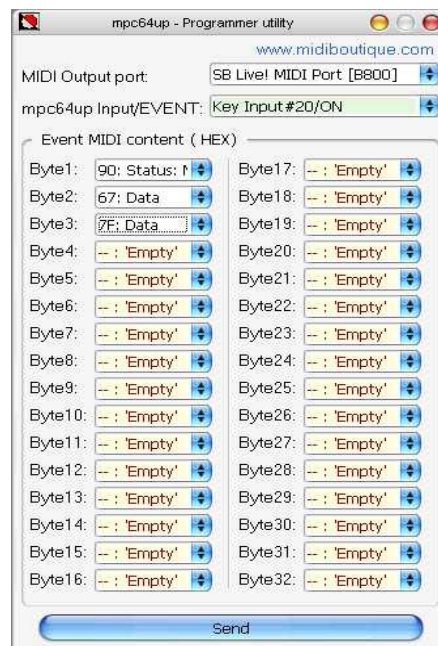 mpc64up - Programmer utility
www.midiboutique.com
MIDI Output port: SB Live! MIDI Port [B800]
mpc64up Input/EVENT: Key Input #20/ON
Event MIDI content ( HEX)
Byte1: 90: Status: N
Byte2: 67: Data
Byte3: 7F: Data
Byte4: -- : 'Empty'
Byte5: -- : 'Empty'
Byte6: -- : 'Empty'
Byte7: -- : 'Empty'
Byte8: -- : 'Empty'
Byte9: -- : 'Empty'
Byte10: -- : 'Empty'
Byte11: -- : 'Empty'
Byte12: -- : 'Empty'
Byte13: -- : 'Empty'
Byte14: -- : 'Empty'
Byte15: -- : 'Empty'
Byte16: -- : 'Empty'
Byte17: -- : 'Empty'
Byte18: -- : 'Empty'
Byte19: -- : 'Empty'
Byte20: -- : 'Empty'
Byte21: -- : 'Empty'
Byte22: -- : 'Empty'
Byte23: -- : 'Empty'
Byte24: -- : 'Empty'
Byte25: -- : 'Empty'
Byte26: -- : 'Empty'
Byte27: -- : 'Empty'
Byte28: -- : 'Empty'
Byte29: -- : 'Empty'
Byte30: -- : 'Empty'
Byte31: -- : 'Empty'
Byte32: -- : 'Empty'
Send